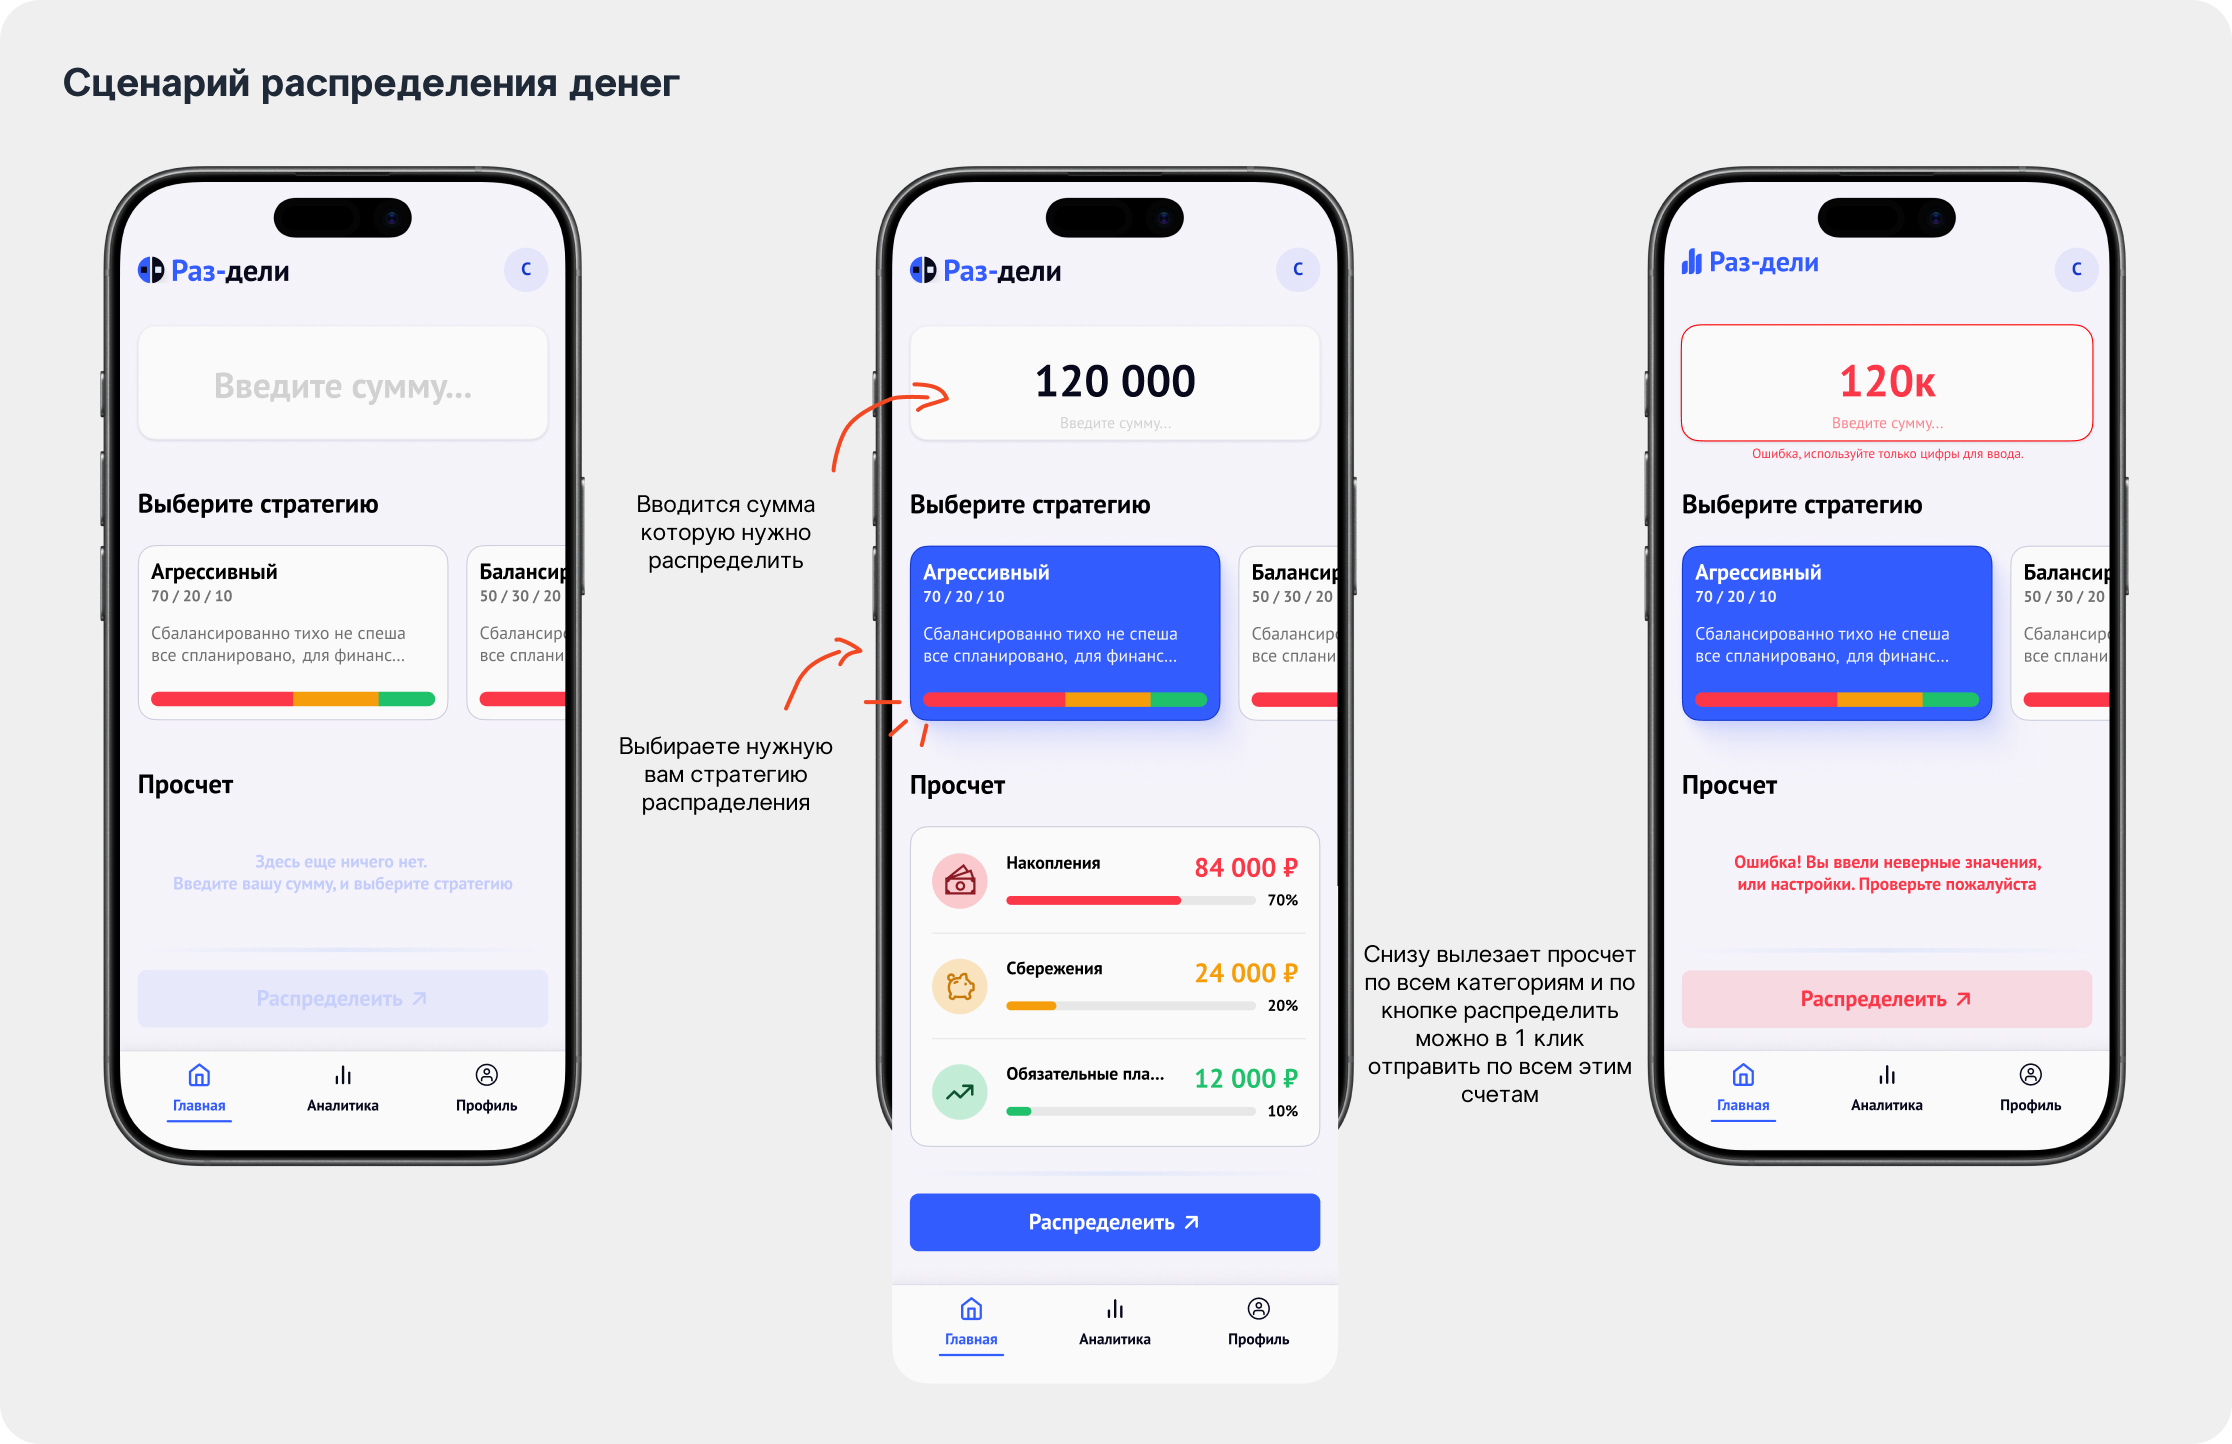 Сценарий распределения денег
Раз-дели
С
Введите сумму...
Выберите стратегию
Агрессивный
70 / 20 / 10
Сбалансированно тихо не спеша
все спланировано, для финанс...
Балансир
50 / 30 / 20
Сбалансиро
все сплани
Просчет
Здесь еще ничего нет.
Введите вашу сумму, и выберите стратегию
Распределеить
Главная
Аналитика
Профиль
Вводится сумма
которую нужно
распределить
Выбираете нужную
вам стратегию
распраделения
Раз-дели
С
120 000
Введите сумму...
Выберите стратегию
Агрессивный
70 / 20 / 10
Сбалансированно тихо не спеша
все спланировано, для финанс...
Балансир
50 / 30 / 20
Сбалансиро
все сплани
Просчет
Накопления
84 000 ₽
70%
Сбережения
24 000 ₽
20%
Обязательные пла...
12 000 ₽
10%
Распределеить
Главная
Аналитика
Профиль
Снизу вылезает просчет
по всем категориям и по
кнопке распределить
можно в 1 клик
отправить по всем этим
счетам
Раз-дели
С
120к
Введите сумму...
Ошибка, используйте только цифры для ввода.
Выберите стратегию
Агрессивный
70 / 20 / 10
Сбалансированно тихо не спеша
все спланировано, для финанс...
Балансир
50 / 30 / 20
Сбалансиро
все сплани
Просчет
Ошибка! Вы ввели неверные значения,
или настройки. Проверьте пожалуйста
Распределеить
Главная
Аналитика
Профиль